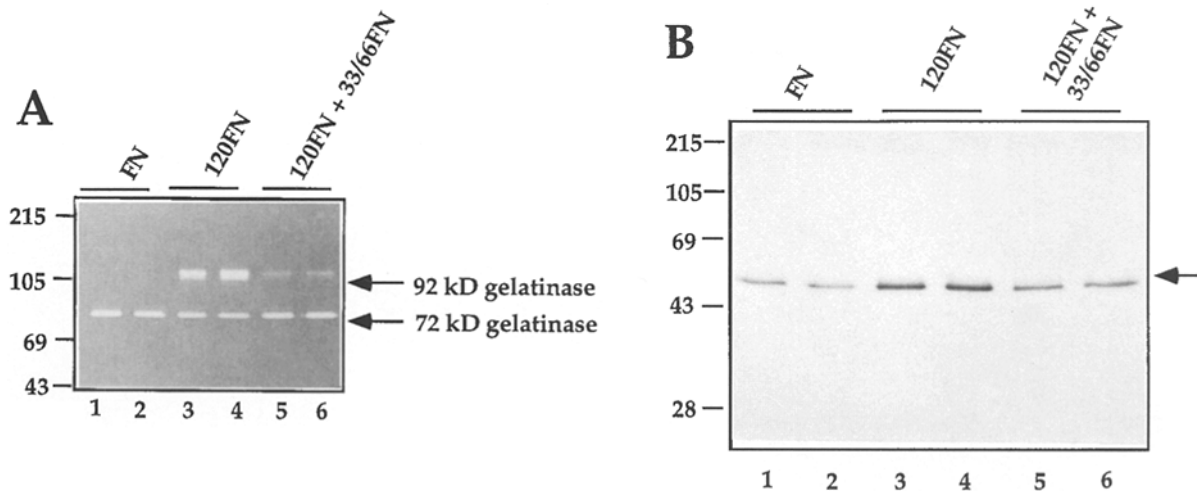 A
FN
120FN
120FN + 33/66FN
215
105
69
43
92 kD gelatinase
72 kD gelatinase
1 2 3 4 5 6
B
FN
120FN
120FN +
33/66FN
215
105
69
43
28
1 2 3 4 5 6